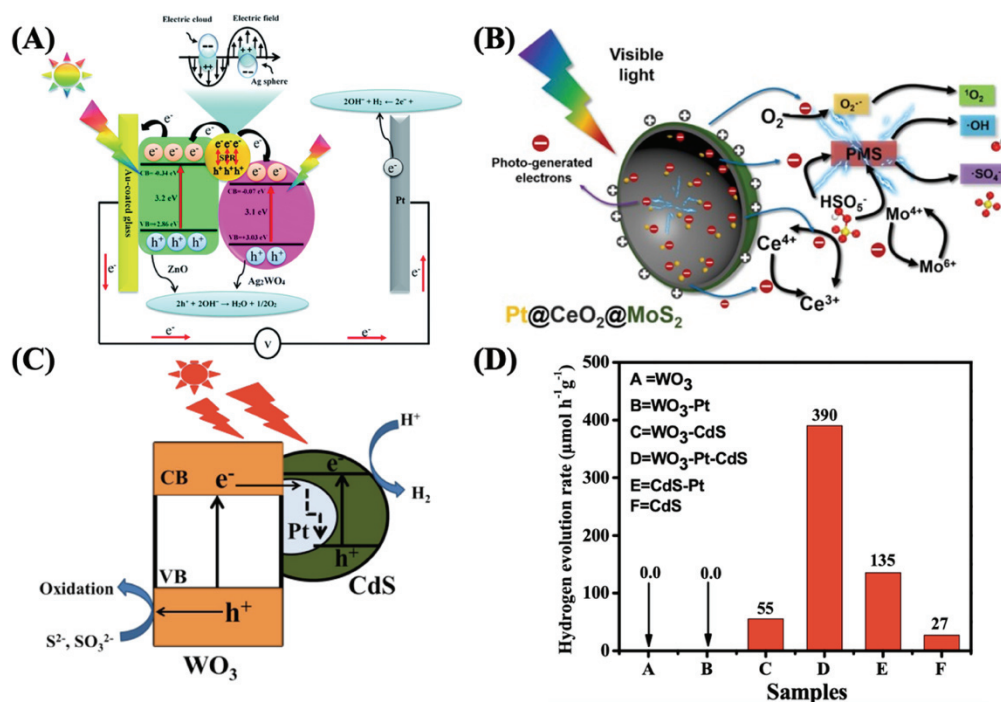 (A)
Electric cloud
Electric field
Ag sphere
2OH⁻ + H₂ ← 2e⁻ +
e⁻
e⁻
e⁻
e⁻ e⁻ e⁻
e⁻ e⁻ e⁻
SPR
h⁺h⁺h⁺
e⁻ e⁻
CB=-0.34 eV
CB=-0.07 eV
3.2 eV
3.1 eV
VB=+2.86 eV
VB=+3.03 eV
h⁺ h⁺ h⁺
h⁺ h⁺
Au-coated glass
Pt
e⁻
e⁻
e⁻
ZnO
Ag₂WO₄
2h⁺ + 2OH⁻ → H₂O + 1/2O₂
e⁻
V
e⁻
(B)
Visible
light
Photo-generated
electrons
O₂
O₂·⁻
¹O₂
·OH
PMS
·SO₄⁻
HSO₅⁻
Mo⁴⁺
Mo⁶⁺
Ce⁴⁺
Ce³⁺
Pt@CeO₂@MoS₂
(C)
H⁺
CB
e⁻
e⁻
H₂
Pt
h⁺
CdS
VB
Oxidation
h⁺
S²⁻, SO₃²⁻
WO₃
(D)
Hydrogen evolution rate (μmol h⁻¹g⁻¹)
500
400
300
200
100
0
A =WO₃
B=WO₃-Pt
C=WO₃-CdS
D=WO₃-Pt-CdS
E=CdS-Pt
F=CdS
0.0
0.0
55
390
135
27
A B C D E F
Samples